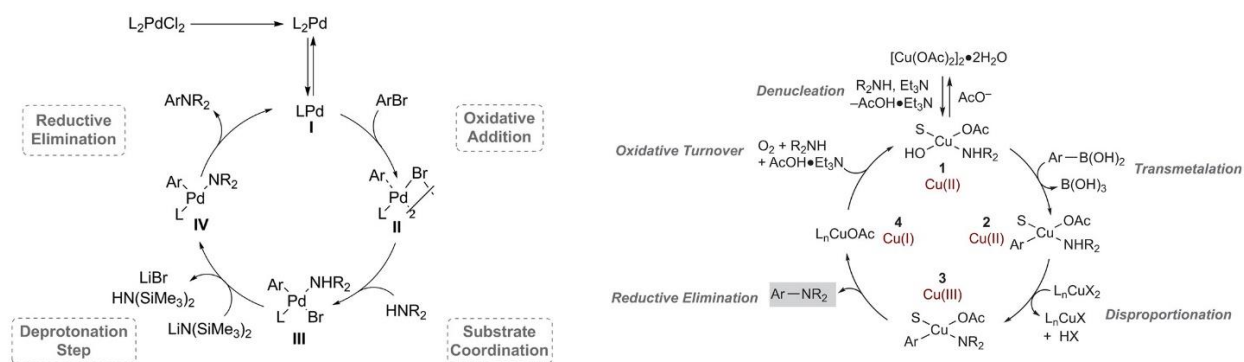 L₂PdCl₂
L₂Pd
ArNR₂
LPd
I
ArBr
Reductive
Elimination
Oxidative
Addition
Ar
NR₂
Pd
L
IV
Ar
Br
Pd
L
2
II
LiBr
HN(SiMe₃)₂
LiN(SiMe₃)₂
Ar
NHR₂
Pd
L
Br
III
HNR₂
Deprotonation
Step
Substrate
Coordination
[Cu(OAc)₂]₂•2H₂O
Denucleation
R₂NH, Et₃N
–AcOH•Et₃N
AcO⁻
Oxidative Turnover
O₂ + R₂NH
+ AcOH•Et₃N
S
OAc
Cu
HO
NHR₂
1
Cu(II)
Ar–B(OH)₂
B(OH)₃
Transmetalation
4
LₙCuOAc
Cu(I)
2
Cu(II)
S
OAc
Cu
Ar
NHR₂
3
Cu(III)
Reductive Elimination
Ar–NR₂
S
OAc
Cu
Ar
NR₂
LₙCuX₂
LₙCuX
+ HX
Disproportionation